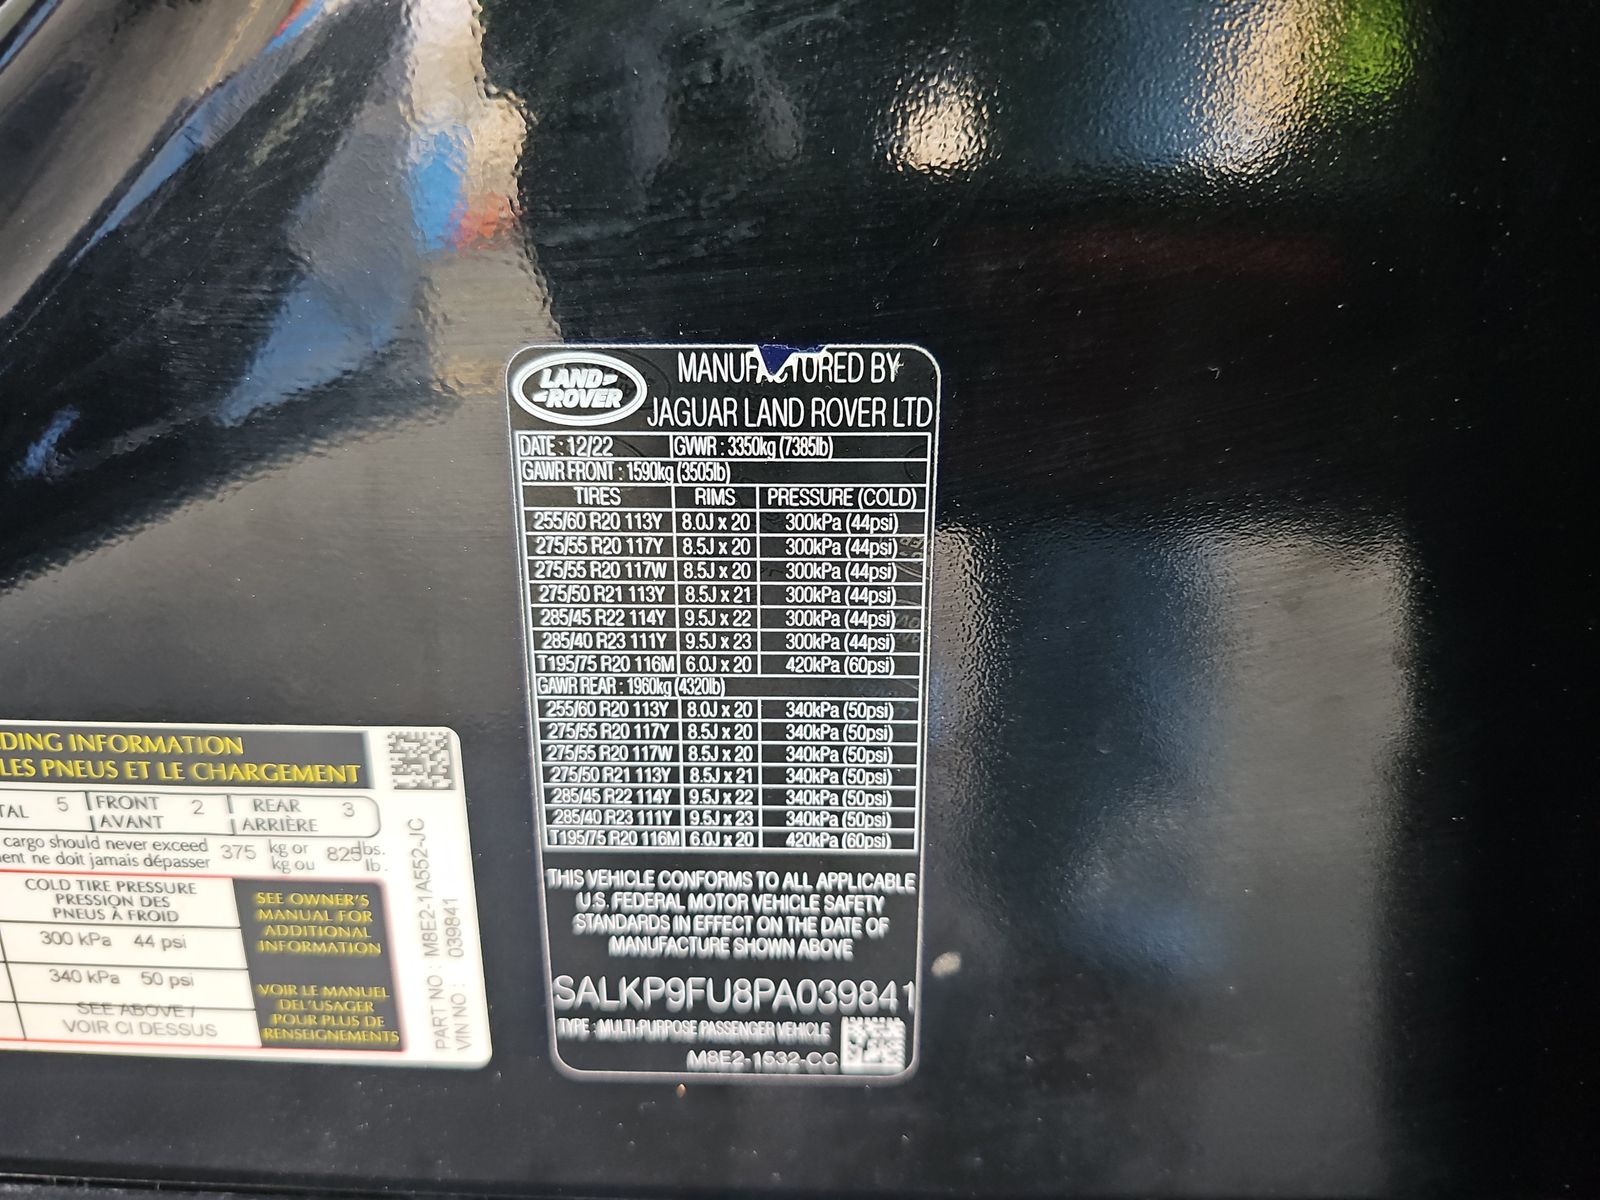 LAND-
-ROVER
MANUFACTURED BY
JAGUAR LAND ROVER LTD
DATE : 12/22 GVWR : 3350kg (7385lb)
GAWR FRONT : 1590kg (3505lb)
TIRES RIMS PRESSURE (COLD)
255/60 R20 113Y 8.0J x 20 300kPa (44psi)
275/55 R20 117Y 8.5J x 20 300kPa (44psi)
275/55 R20 117W 8.5J x 20 300kPa (44psi)
275/50 R21 113Y 8.5J x 21 300kPa (44psi)
285/45 R22 114Y 9.5J x 22 300kPa (44psi)
285/40 R23 111Y 9.5J x 23 300kPa (44psi)
T195/75 R20 116M 6.0J x 20 420kPa (60psi)
GAWR REAR : 1960kg (4320lb)
255/60 R20 113Y 8.0J x 20 340kPa (50psi)
275/55 R20 117Y 8.5J x 20 340kPa (50psi)
275/55 R20 117W 8.5J x 20 340kPa (50psi)
275/50 R21 113Y 8.5J x 21 340kPa (50psi)
285/45 R22 114Y 9.5J x 22 340kPa (50psi)
285/40 R23 111Y 9.5J x 23 340kPa (50psi)
T195/75 R20 116M 6.0J x 20 420kPa (60psi)
THIS VEHICLE CONFORMS TO ALL APPLICABLE
U.S. FEDERAL MOTOR VEHICLE SAFETY
STANDARDS IN EFFECT ON THE DATE OF
MANUFACTURE SHOWN ABOVE
SALKP9FU8PA039841
TYPE : MULTI-PURPOSE PASSENGER VEHICLE
M8E2-1532-CC
DING INFORMATION
LES PNEUS ET LE CHARGEMENT
TAL 5 FRONT 2 REAR 3
AVANT ARRIÈRE
cargo should never exceed 375 kg or 825 lbs.
ent ne doit jamais dépasser kg ou lb.
COLD TIRE PRESSURE
PRESSION DES
PNEUS À FROID
300 kPa 44 psi
340 kPa 50 psi
SEE ABOVE /
VOIR CI DESSUS
SEE OWNER'S
MANUAL FOR
ADDITIONAL
INFORMATION
VOIR LE MANUEL
DEL'USAGER
POUR PLUS DE
RENSEIGNEMENTS
PART NO : M8E2-1A552-JC
VIN NO : 039841